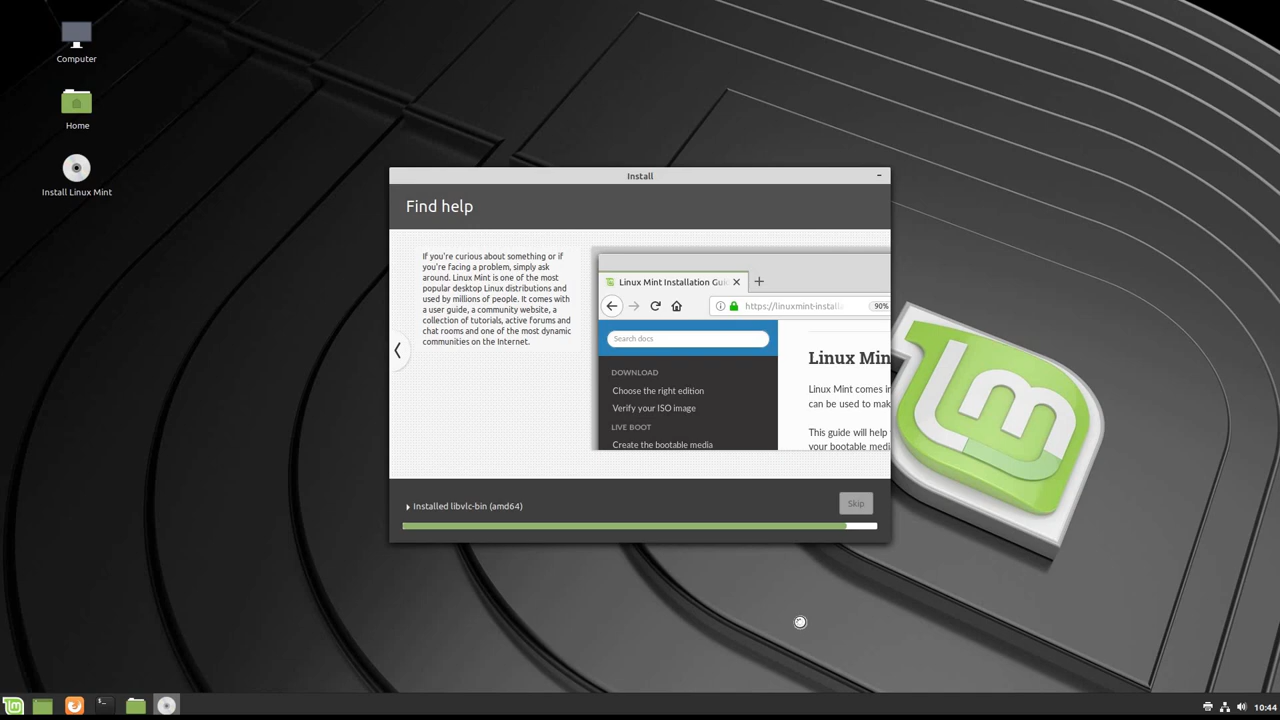 Computer
Home
Install Linux Mint
Install
Find help
If you're curious about something or if
you're facing a problem, simply ask
around. Linux Mint is one of the most
popular desktop Linux distributions and
used by millions of people. It comes with
a user guide, a community website, a
collection of tutorials, active forums and
chat rooms and one of the most dynamic
communities on the Internet.
Linux Mint Installation Gui
https://linuxmint-install
90%
Search docs
DOWNLOAD
Choose the right edition
Verify your ISO image
LIVE BOOT
Create the bootable media
Linux Min
Linux Mint comes in
can be used to mak
This guide will help
your bootable medi
Installed libvlc-bin (amd64)
Skip
10:44